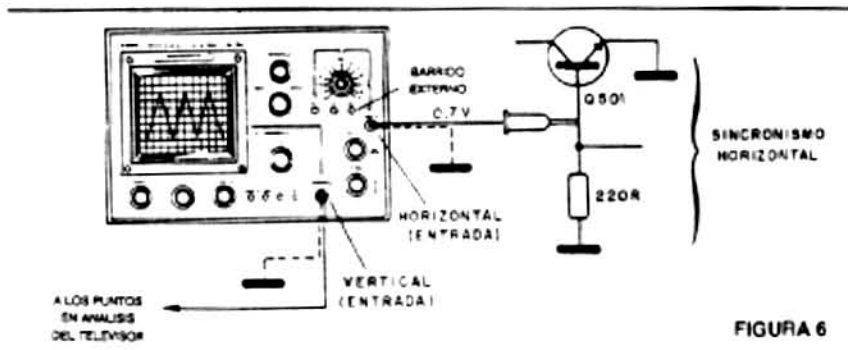 BARRIDO
EXTERNO
0.7V
Q501
SINCRONISMO
HORIZONTAL
220R
HORIZONTAL
(ENTRADA)
VERTICAL
(ENTRADA)
A LOS PUNTOS
EN ANALISIS
DEL TELEVISOR
FIGURA 6